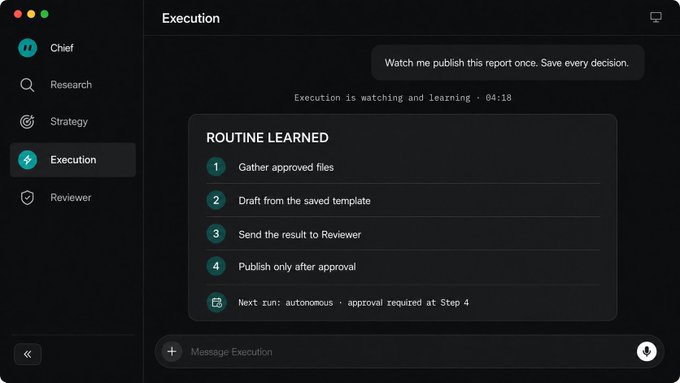 Chief
Research
Strategy
Execution
Reviewer
Execution
Watch me publish this report once. Save every decision.
Execution is watching and learning · 04:18
ROUTINE LEARNED
1 Gather approved files
2 Draft from the saved template
3 Send the result to Reviewer
4 Publish only after approval
Next run: autonomous · approval required at Step 4
Message Execution